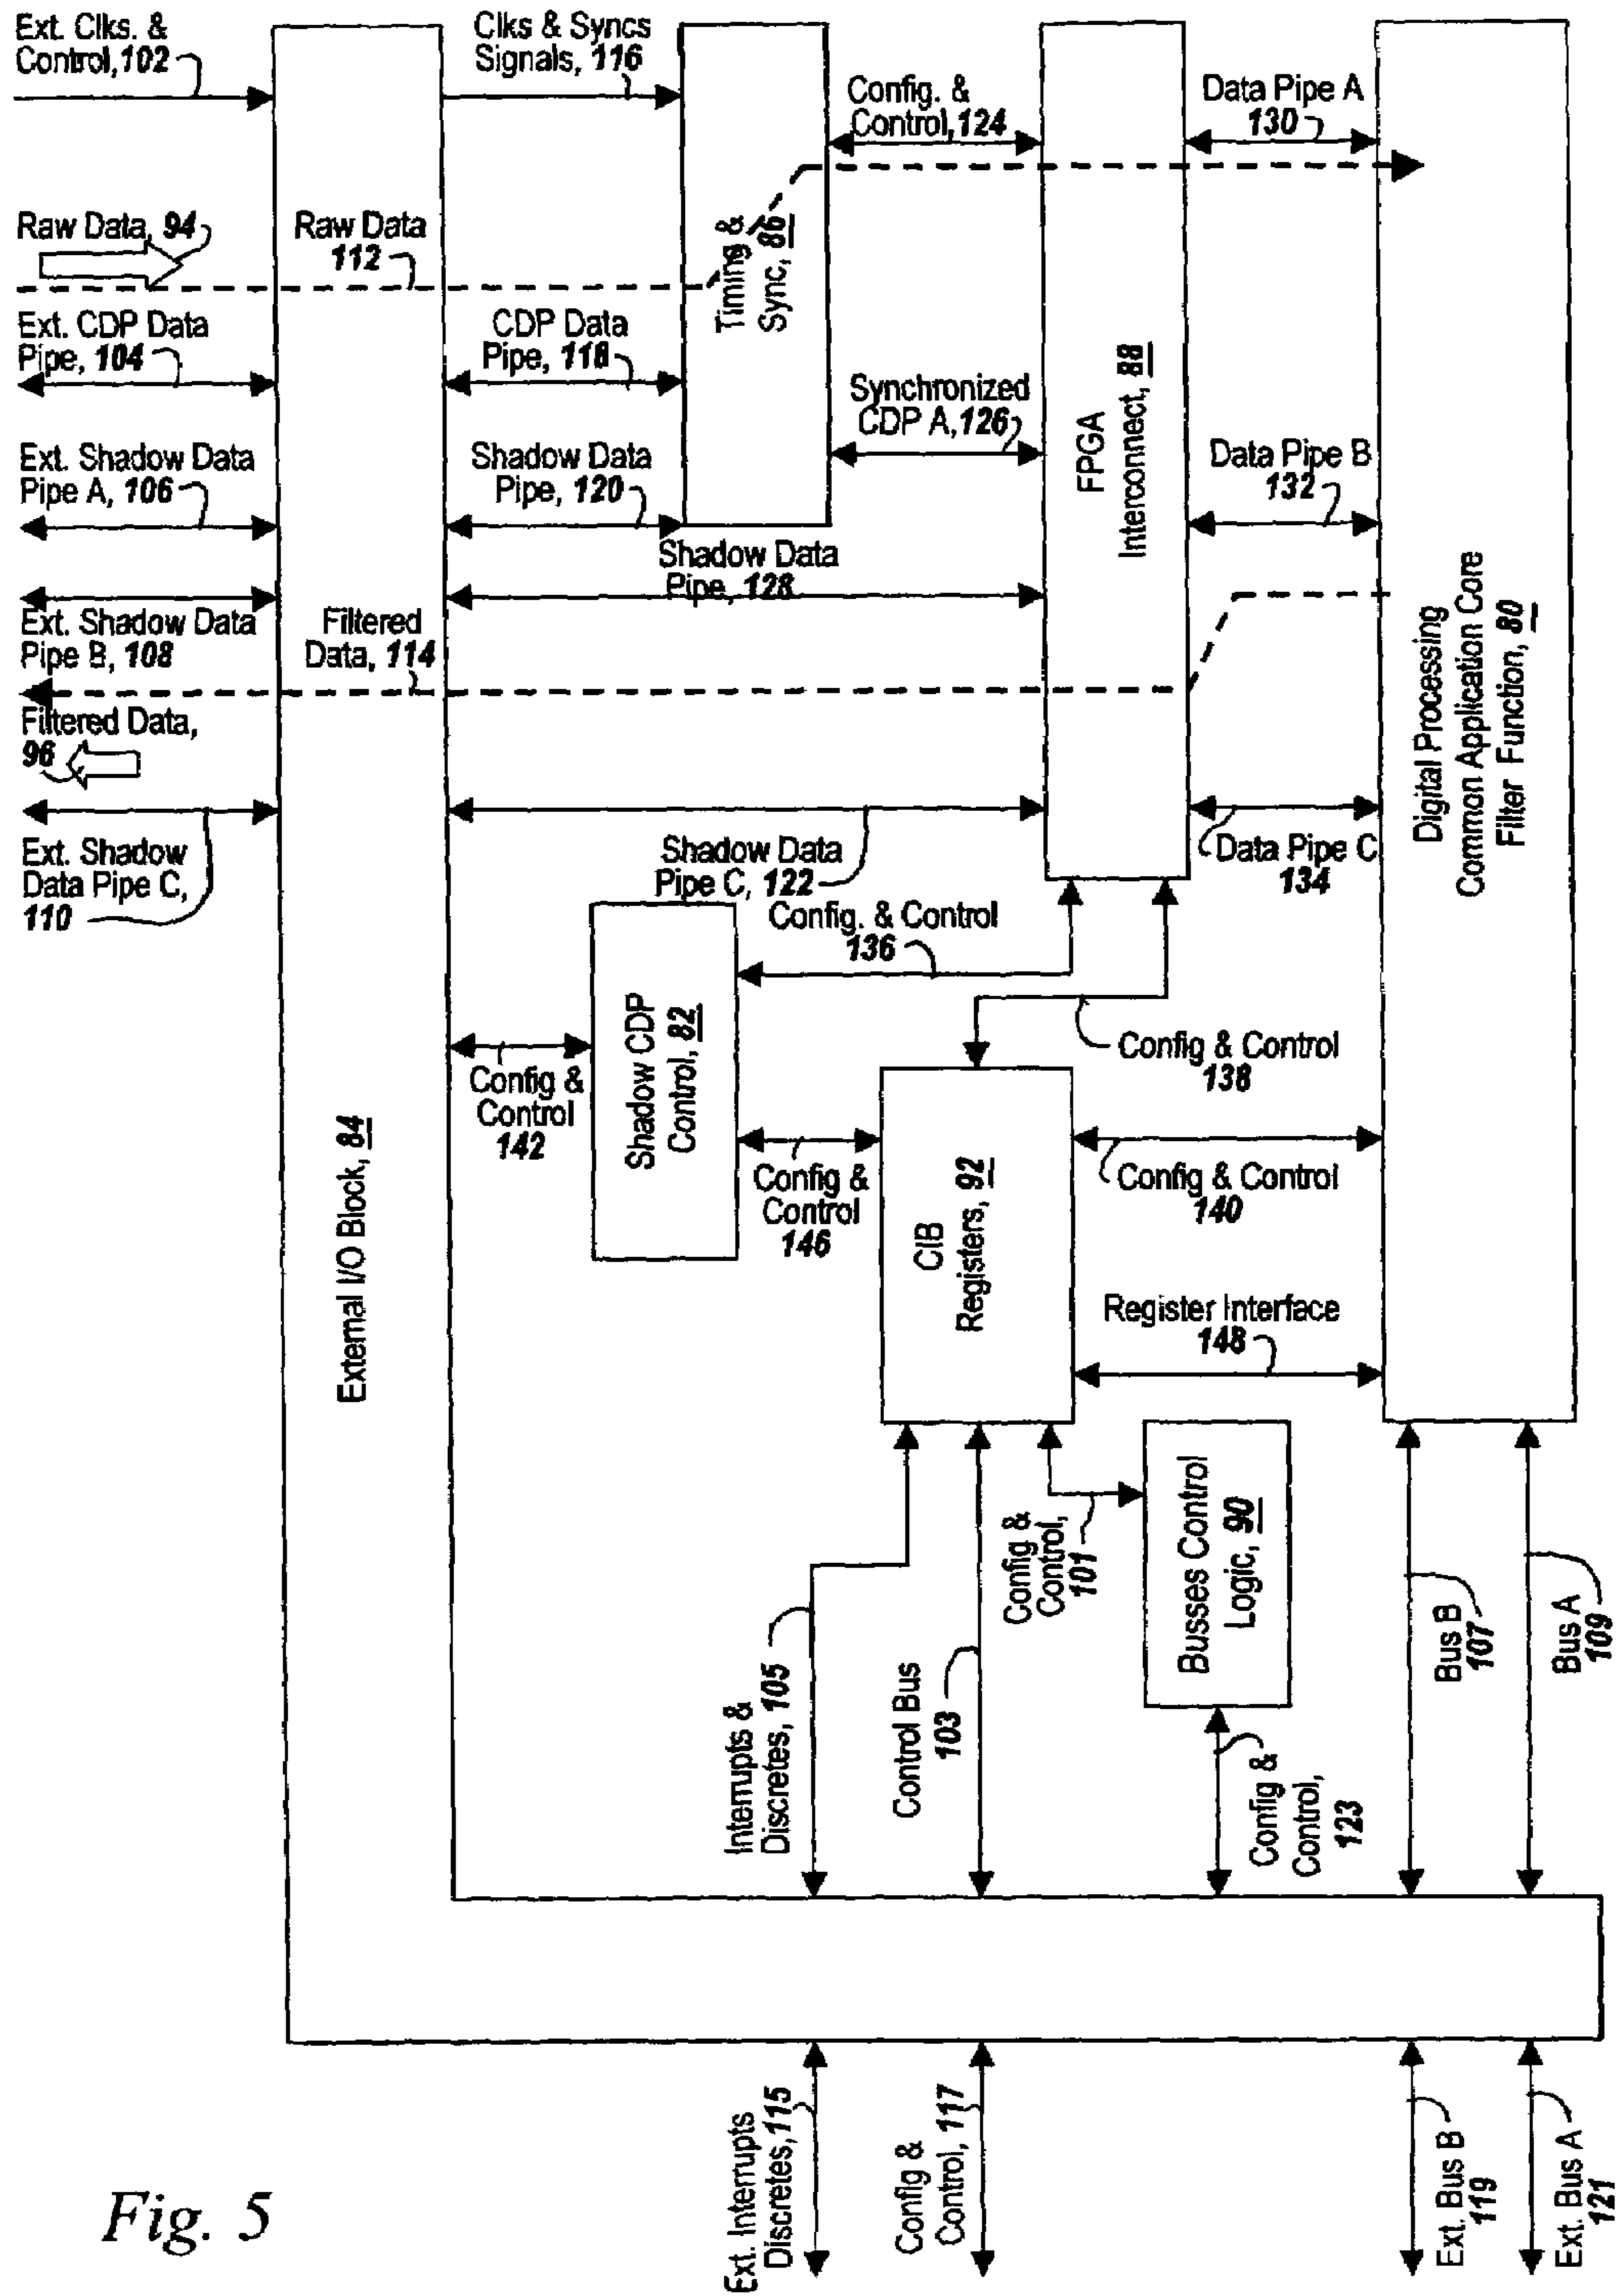 Ext. Clks. &
Control, 102
Clks & Syncs
Signals, 116
Config. &
Control, 124
Data Pipe A
130
Raw Data, 94
Raw Data
112
Timing &
Sync, 86
Ext. CDP Data
Pipe, 104
CDP Data
Pipe, 118
Synchronized
CDP A, 126
FPGA
Interconnect, 88
Ext. Shadow Data
Pipe A, 106
Shadow Data
Pipe, 120
Data Pipe B
132
Shadow Data
Pipe, 128
Ext. Shadow Data
Pipe B, 108
Filtered
Data, 114
Digital Processing
Common Application Core
Filter Function, 80
Filtered Data,
96
Ext. Shadow
Data Pipe C,
110
Shadow Data
Pipe C, 122
Data Pipe C
134
Config. & Control
136
Shadow CDP
Control, 82
Config & Control
138
Config &
Control
142
External I/O Block, 84
Config &
Control
146
CIB
Registers, 92
Config & Control
140
Register Interface
148
Config &
Control,
101
Busses Control
Logic, 90
Interrupts &
Discretes, 105
Control Bus
103
Config &
Control,
123
Bus B
107
Bus A
109
Ext. Interrupts
Discretes, 115
Config &
Control, 117
Ext. Bus B
119
Ext. Bus A
121
Fig. 5